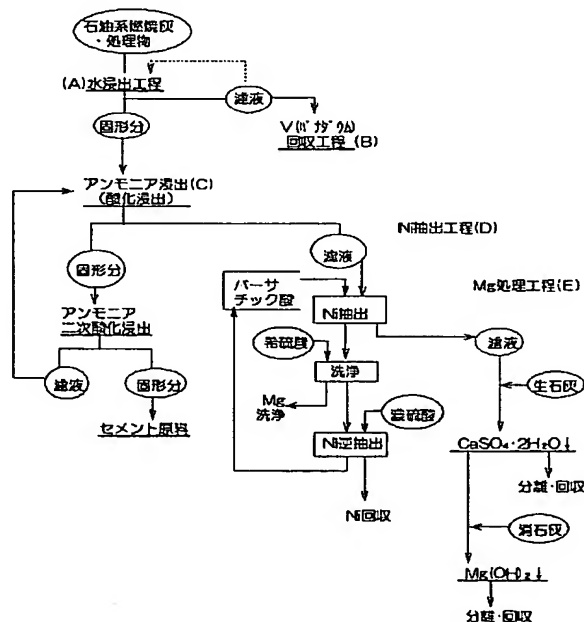 石油系燃焼灰
・処理物
(A)水浸出工程
濾液
固形分
V(バナヅウム)
回収工程(B)
アンモニア浸出(C)
(酸化浸出)
Ni抽出工程(D)
濾液
固形分
Mg処理工程(E)
バーサ
チック酸
Ni抽出
アンモニア
二次酸化浸出
希硫酸
濾液
洗浄
生石灰
濾液
固形分
Mg
洗浄
濃硫酸
セメント原料
Ni逆抽出
CaSO₄・2H₂O↓
分離・回収
Ni回収
消石灰
Mg(OH)₂↓
分離・回収